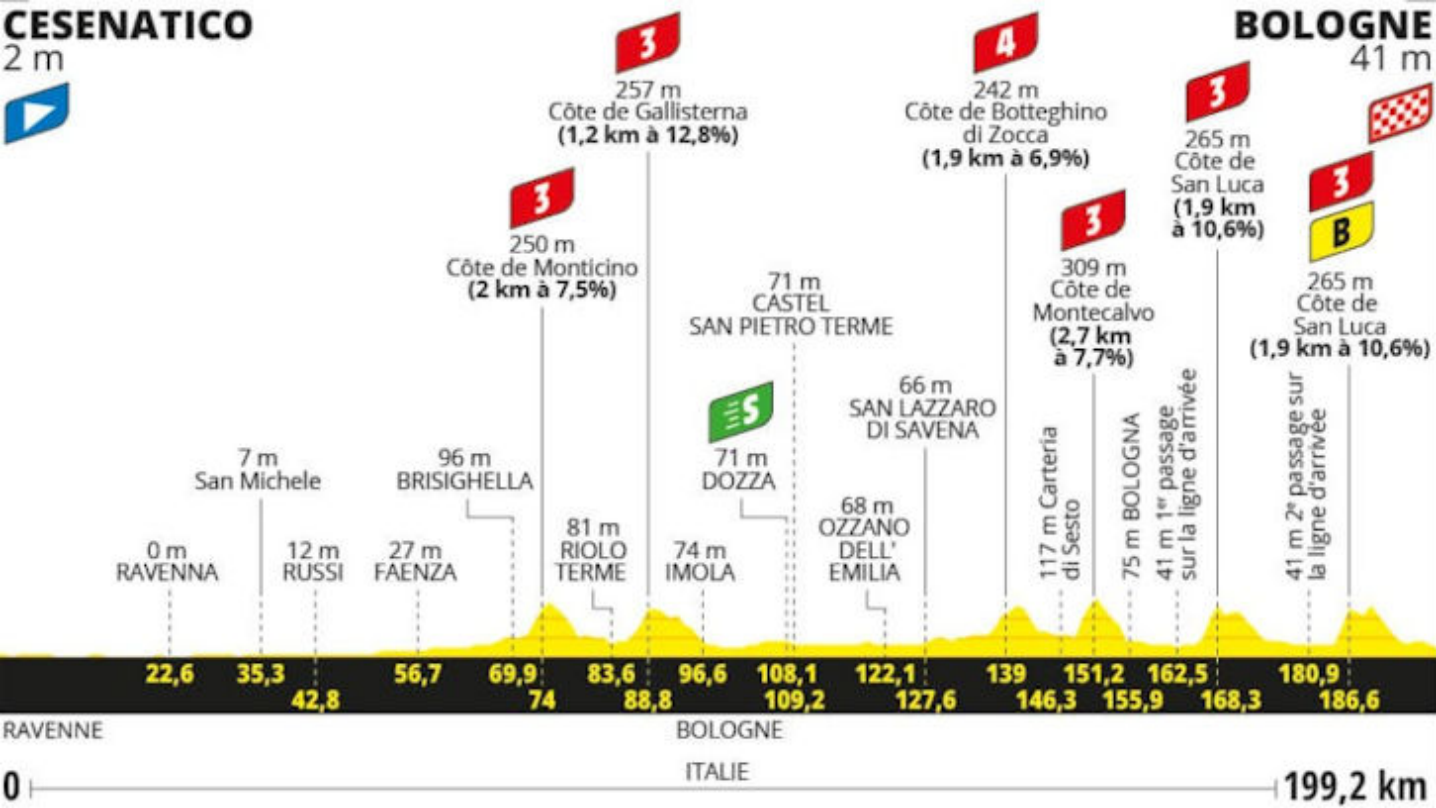 CESENATICO
2 m
BOLOGNE
41 m
3
257 m
Côte de Gallisterna
(1,2 km à 12,8%)
4
242 m
Côte de Botteghino
di Zocca
(1,9 km à 6,9%)
3
265 m
Côte de
San Luca
(1,9 km
à 10,6%)
3
250 m
Côte de Monticino
(2 km à 7,5%)
3
309 m
Côte de
Montecalvo
(2,7 km
à 7,7%)
3
B
265 m
Côte de
San Luca
(1,9 km à 10,6%)
71 m
CASTEL
SAN PIETRO TERME
S
71 m
DOZZA
66 m
SAN LAZZARO
DI SAVENA
7 m
San Michele
96 m
BRISIGHELLA
0 m
RAVENNA
12 m
RUSSI
27 m
FAENZA
81 m
RIOLO
TERME
74 m
IMOLA
68 m
OZZANO
DELL'
EMILIA
117 m Carteria
di Sesto
75 m BOLOGNA
41 m 1er passage
sur la ligne d'arrivée
41 m 2e passage sur
la ligne d'arrivée
22,6 35,3 56,7 69,9 83,6 96,6 108,1 122,1 139 151,2 162,5 180,9
42,8 74 88,8 109,2 127,6 146,3 155,9 168,3 186,6
RAVENNE
BOLOGNE
ITALIE
0
199,2 km